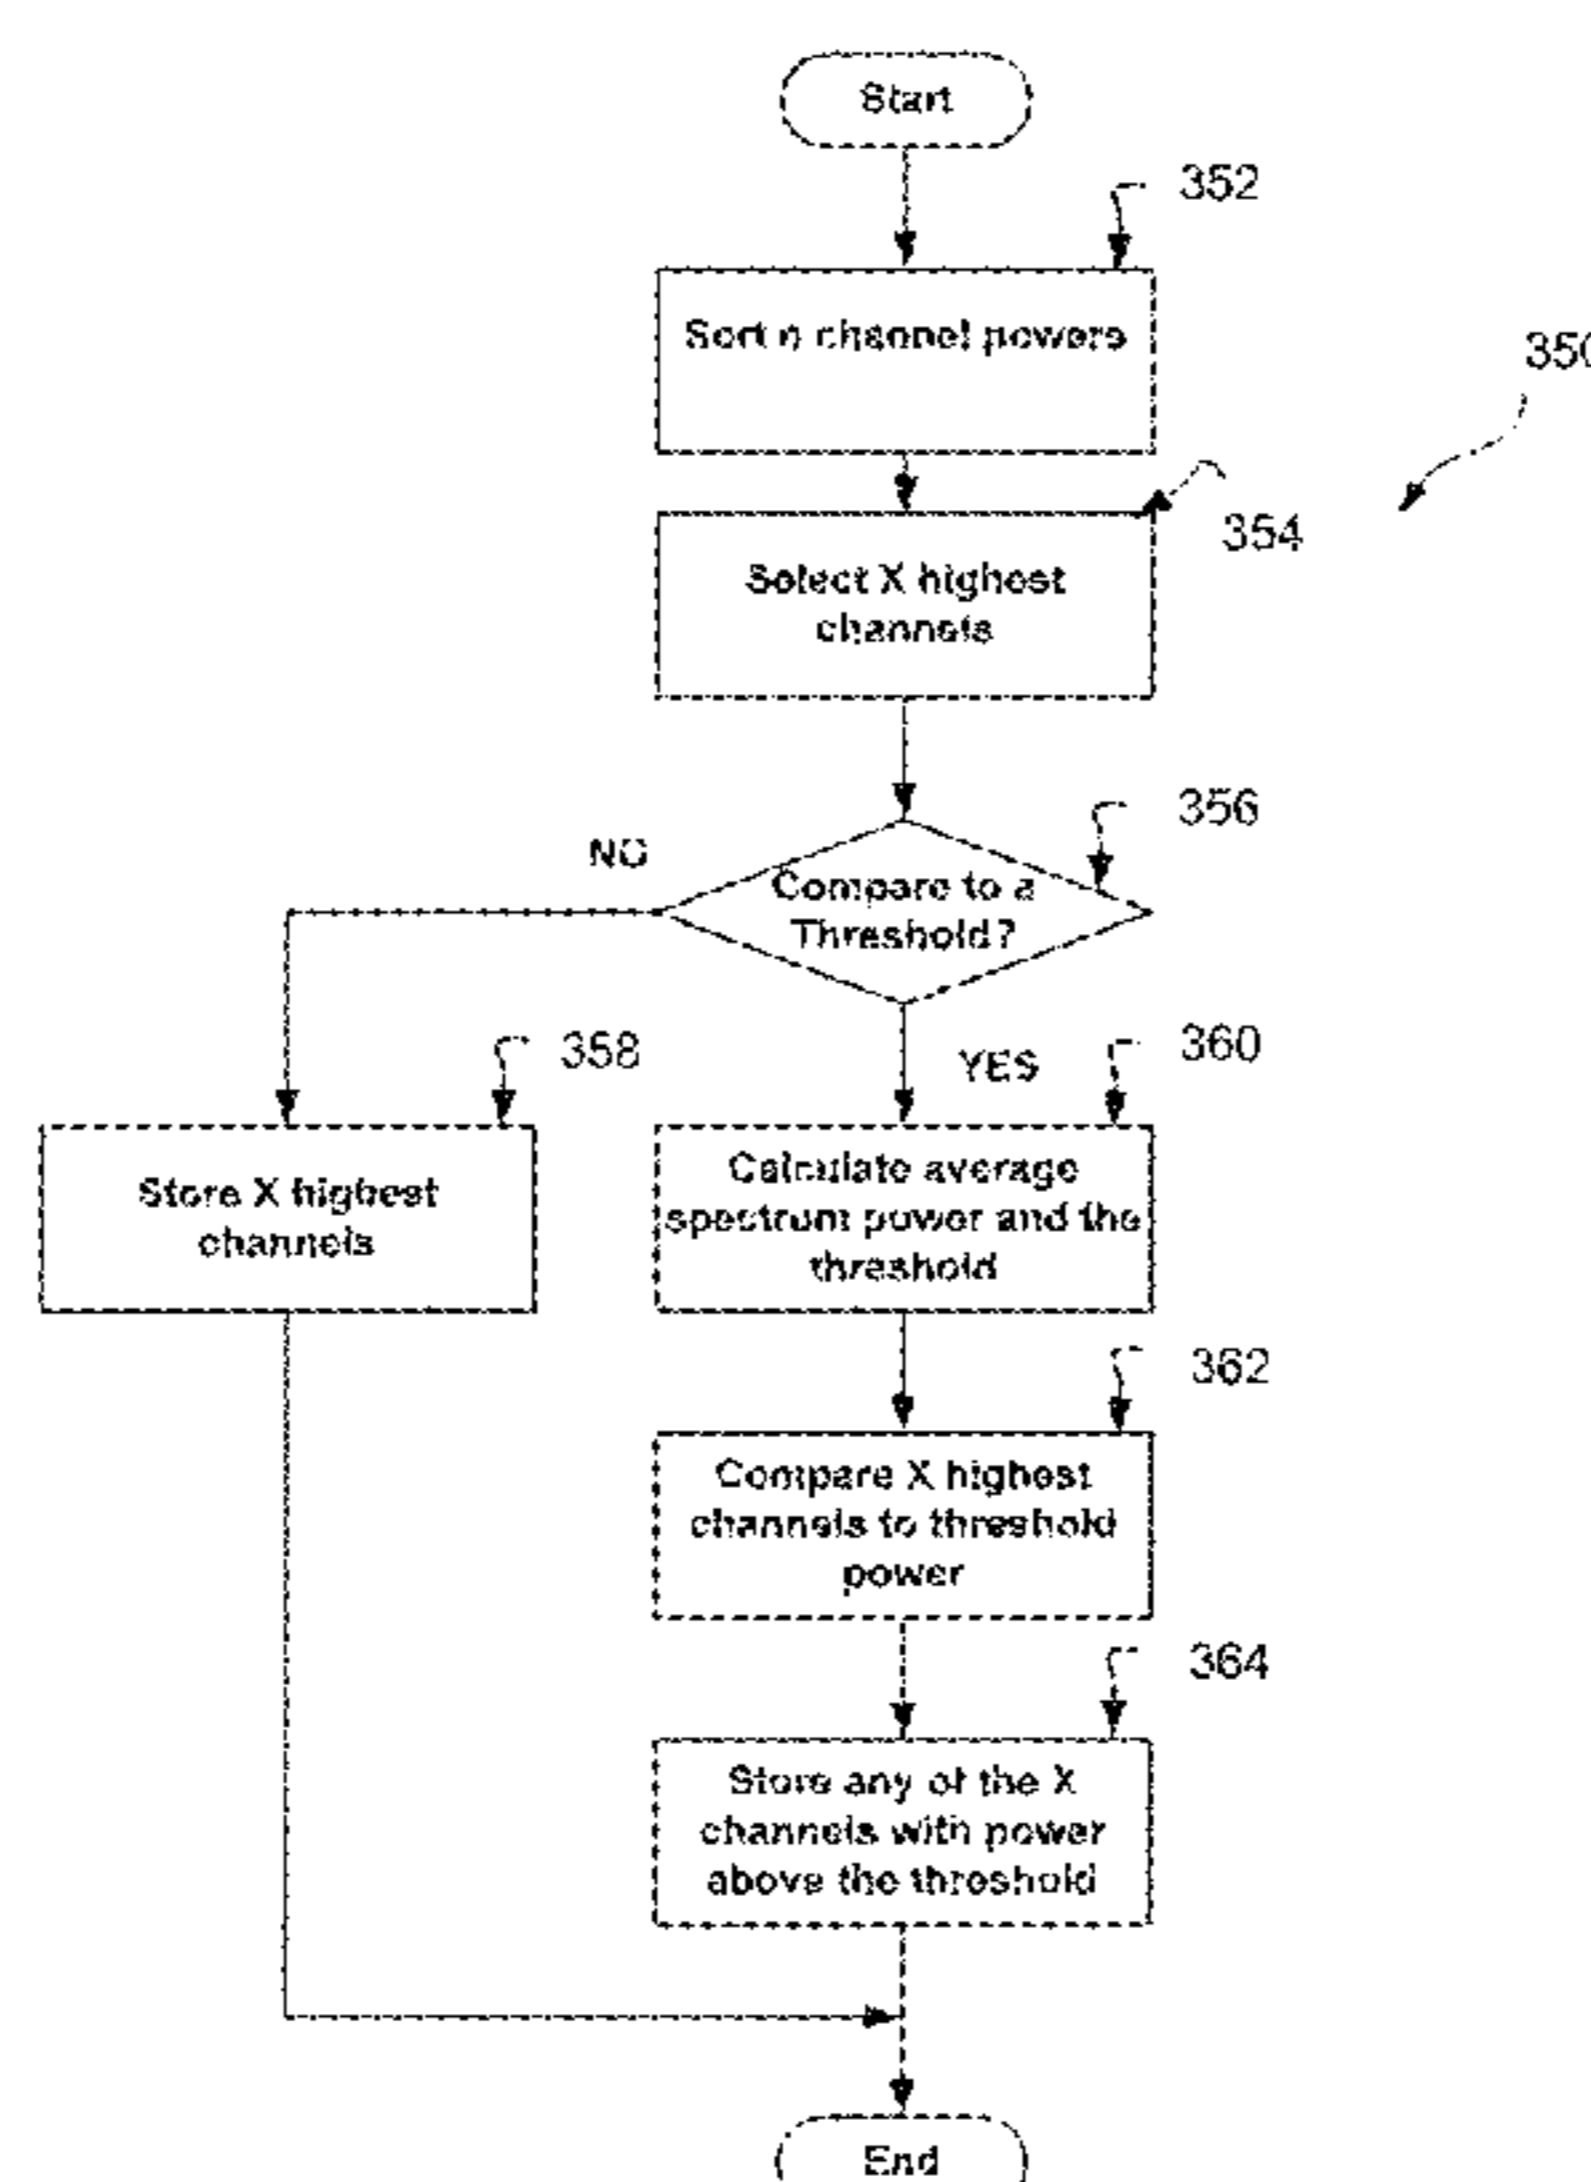 Start
352
Sort n channel powers
350
354
Select X highest
channels
356
NO
Compare to a
Threshold?
358
YES
360
Store X highest
channels
Calculate average
spectrum power and the
threshold
362
Compare X highest
channels to threshold
power
364
Store any of the X
channels with power
above the threshold
End